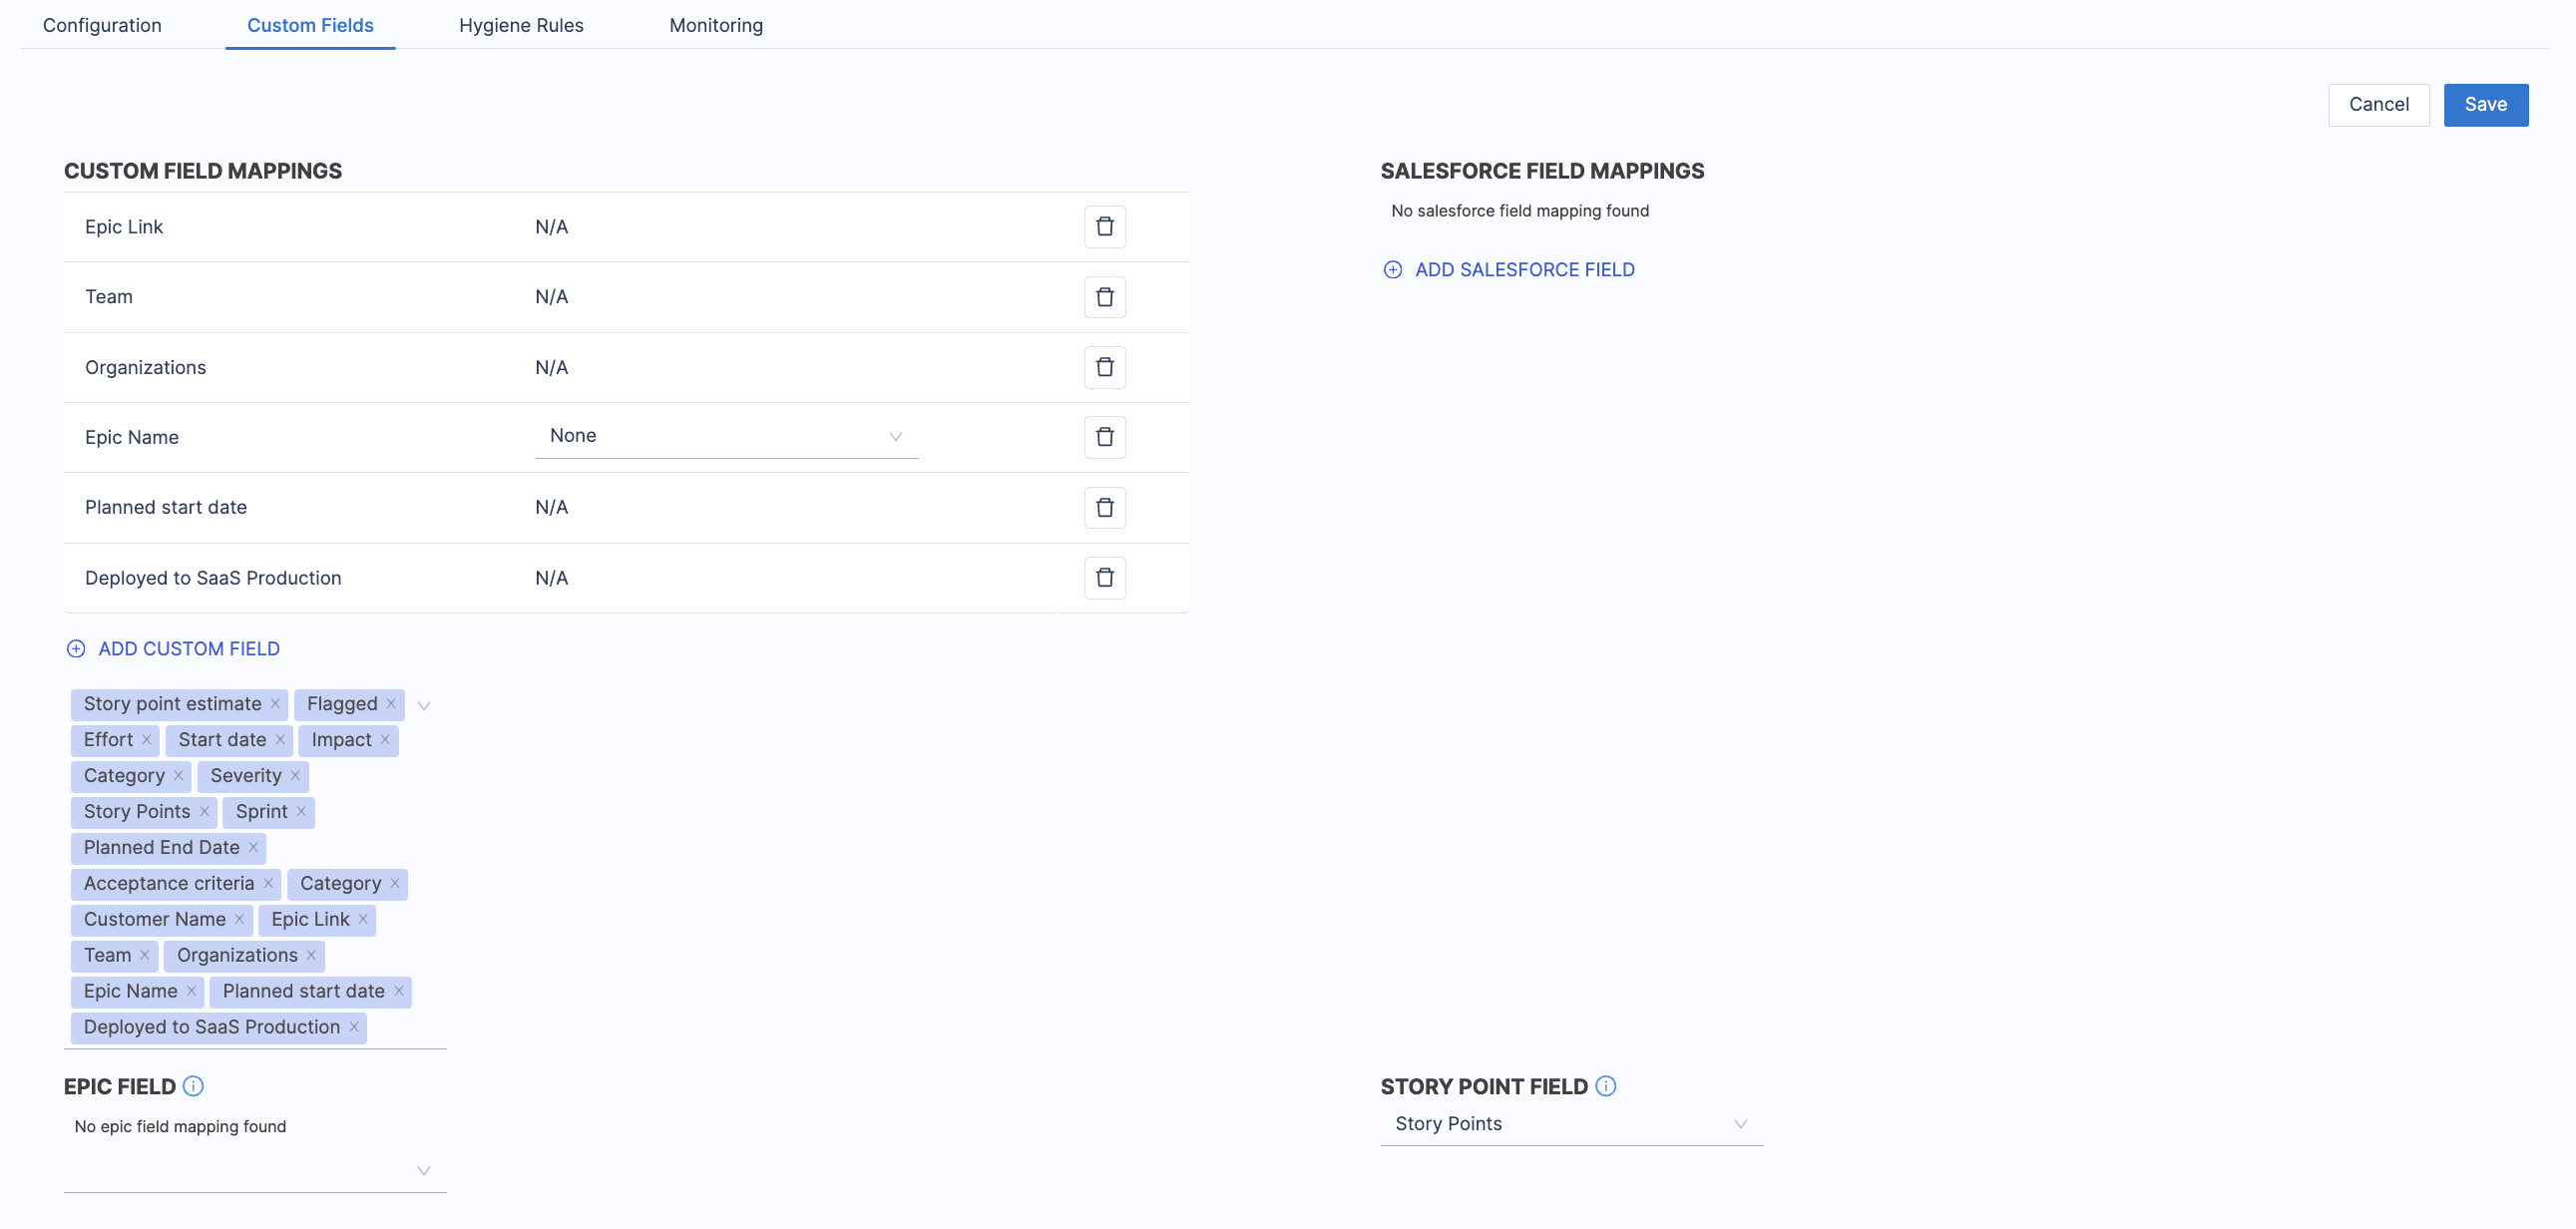 Configuration Custom Fields Hygiene Rules Monitoring
Cancel Save
CUSTOM FIELD MAPPINGS
Epic Link N/A
Team N/A
Organizations N/A
Epic Name None
Planned start date N/A
Deployed to SaaS Production N/A
ADD CUSTOM FIELD
Story point estimate Flagged
Effort Start date Impact
Category Severity
Story Points Sprint
Planned End Date
Acceptance criteria Category
Customer Name Epic Link
Team Organizations
Epic Name Planned start date
Deployed to SaaS Production
SALESFORCE FIELD MAPPINGS
No salesforce field mapping found
ADD SALESFORCE FIELD
EPIC FIELD
No epic field mapping found
STORY POINT FIELD
Story Points